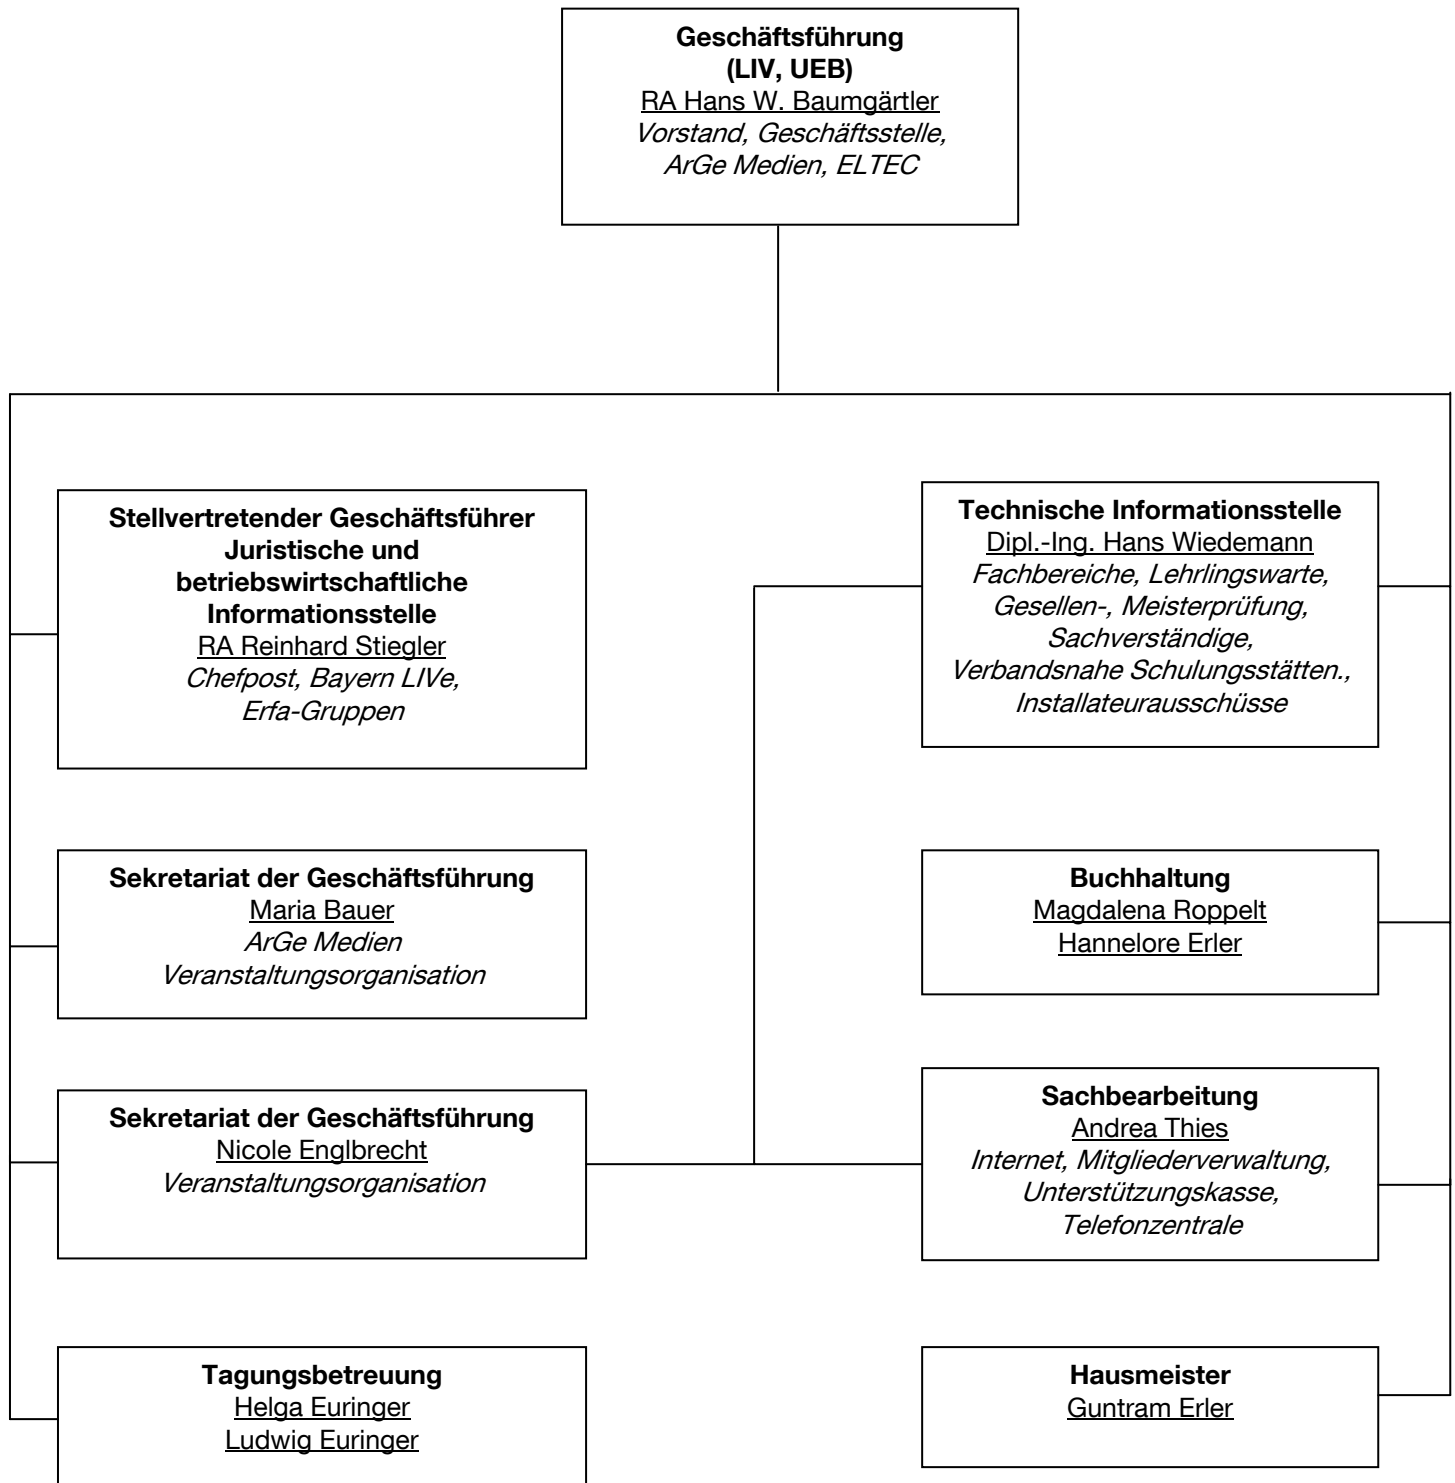 Geschäftsführung
(LIV, UEB)
RA Hans W. Baumgärtler
Vorstand, Geschäftsstelle,
ArGe Medien, ELTEC
Stellvertretender Geschäftsführer
Juristische und
betriebswirtschaftliche
Informationsstelle
RA Reinhard Stiegler
Chefpost, Bayern LIVe,
Erfa-Gruppen
Technische Informationsstelle
Dipl.-Ing. Hans Wiedemann
Fachbereiche, Lehrlingswarte,
Gesellen-, Meisterprüfung,
Sachverständige,
Verbandsnahe Schulungsstätten.,
Installateurausschüsse
Sekretariat der Geschäftsführung
Maria Bauer
ArGe Medien
Veranstaltungsorganisation
Buchhaltung
Magdalena Roppelt
Hannelore Erler
Sekretariat der Geschäftsführung
Nicole Englbrecht
Veranstaltungsorganisation
Sachbearbeitung
Andrea Thies
Internet, Mitgliederverwaltung,
Unterstützungskasse,
Telefonzentrale
Tagungsbetreuung
Helga Euringer
Ludwig Euringer
Hausmeister
Guntram Erler